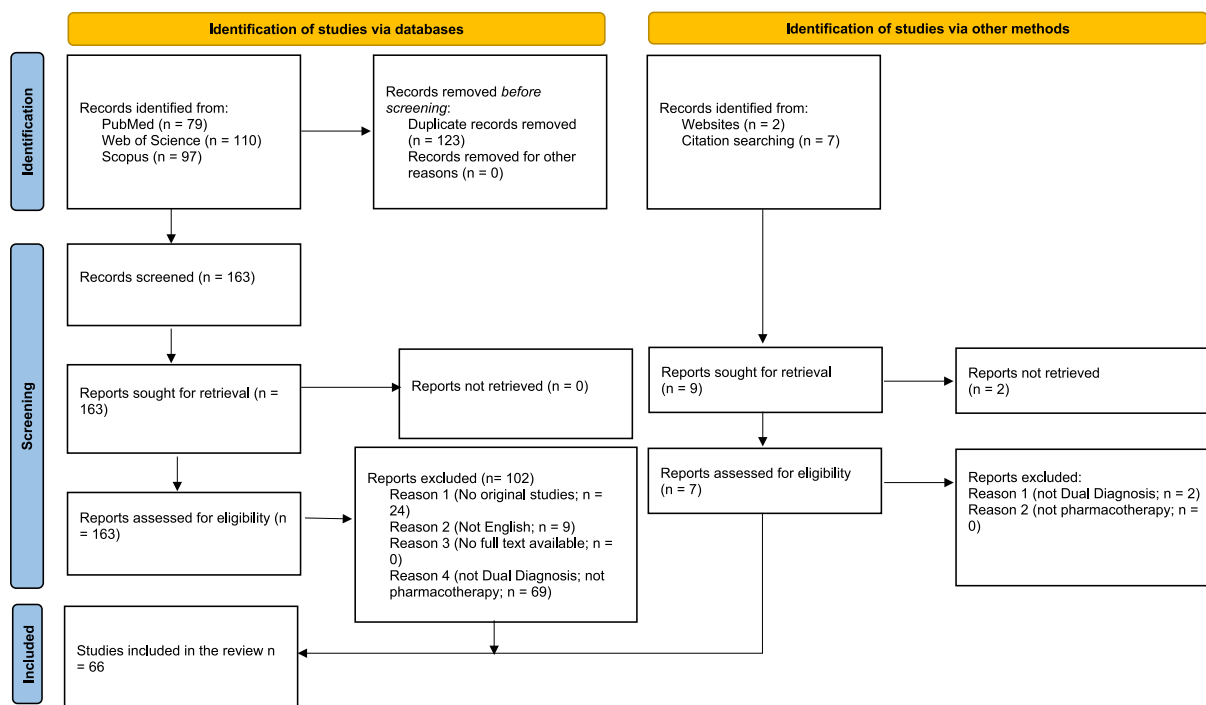 Identification of studies via databases
Identification of studies via other methods
Identification
Records identified from:
PubMed (n = 79)
Web of Science (n = 110)
Scopus (n = 97)
Records removed before
screening:
Duplicate records removed
(n = 123)
Records removed for other
reasons (n = 0)
Records identified from:
Websites (n = 2)
Citation searching (n = 7)
Screening
Records screened (n = 163)
Reports sought for retrieval (n =
163)
Reports not retrieved (n = 0)
Reports sought for retrieval
(n = 9)
Reports not retrieved
(n = 2)
Reports assessed for eligibility (n
= 163)
Reports excluded (n= 102)
Reason 1 (No original studies; n =
24)
Reason 2 (Not English; n = 9)
Reason 3 (No full text available; n =
0)
Reason 4 (not Dual Diagnosis; not
pharmacotherapy; n = 69)
Reports assessed for eligibility
(n = 7)
Reports excluded:
Reason 1 (not Dual Diagnosis; n = 2)
Reason 2 (not pharmacotherapy; n =
0)
Included
Studies included in the review n
= 66